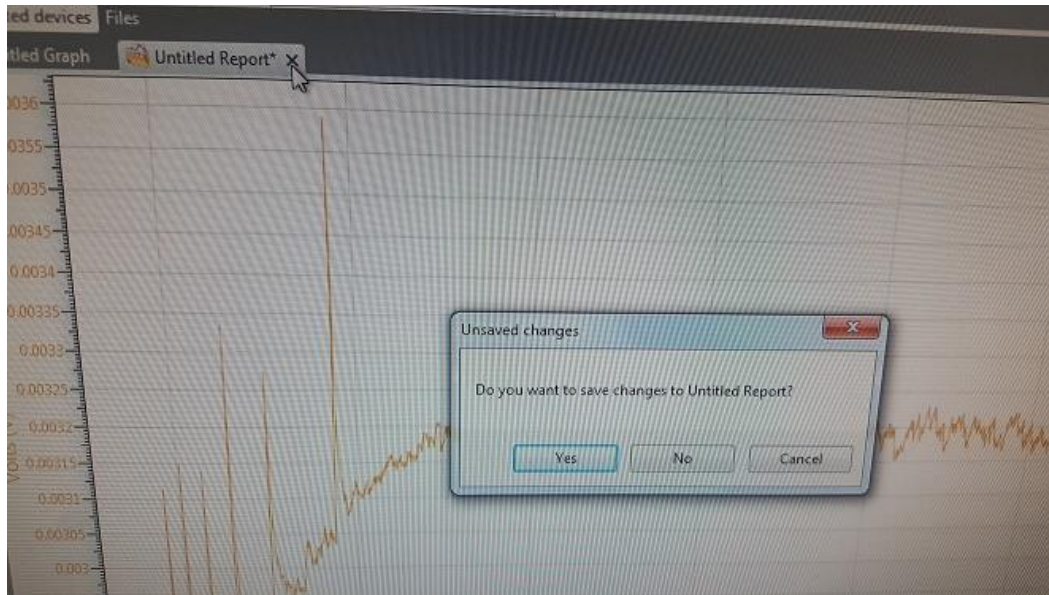 ted devices Files
tled Graph Untitled Report*
0036
0355
.0035
00345
0.0034
0.00335
0.0033
0.00325
0.0032
0.00315
0.0031
0.00305
0.003
Unsaved changes
Do you want to save changes to Untitled Report?
Yes No Cancel